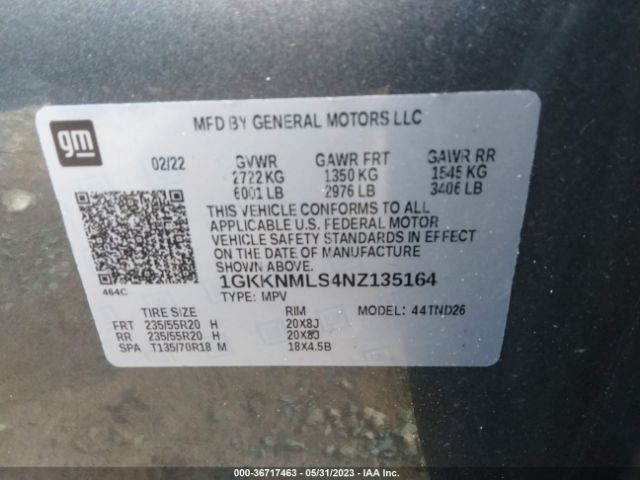 gm
MFD BY GENERAL MOTORS LLC
02/22 GVWR GAWR FRT GAWR RR
2722 KG 1350 KG 1545 KG
6001 LB 2976 LB 3406 LB
THIS VEHICLE CONFORMS TO ALL
APPLICABLE U.S. FEDERAL MOTOR
VEHICLE SAFETY STANDARDS IN EFFECT
ON THE DATE OF MANUFACTURE
SHOWN ABOVE.
464C
1GKKNMLS4NZ135164
TYPE: MPV
TIRE SIZE RIM MODEL: 44TND26
FRT 235/55R20 H 20X8J
RR 235/55R20 H 20X8J
SPA T135/70R18 M 18X4.5B
000-36717463 - 05/31/2023 - IAA Inc.